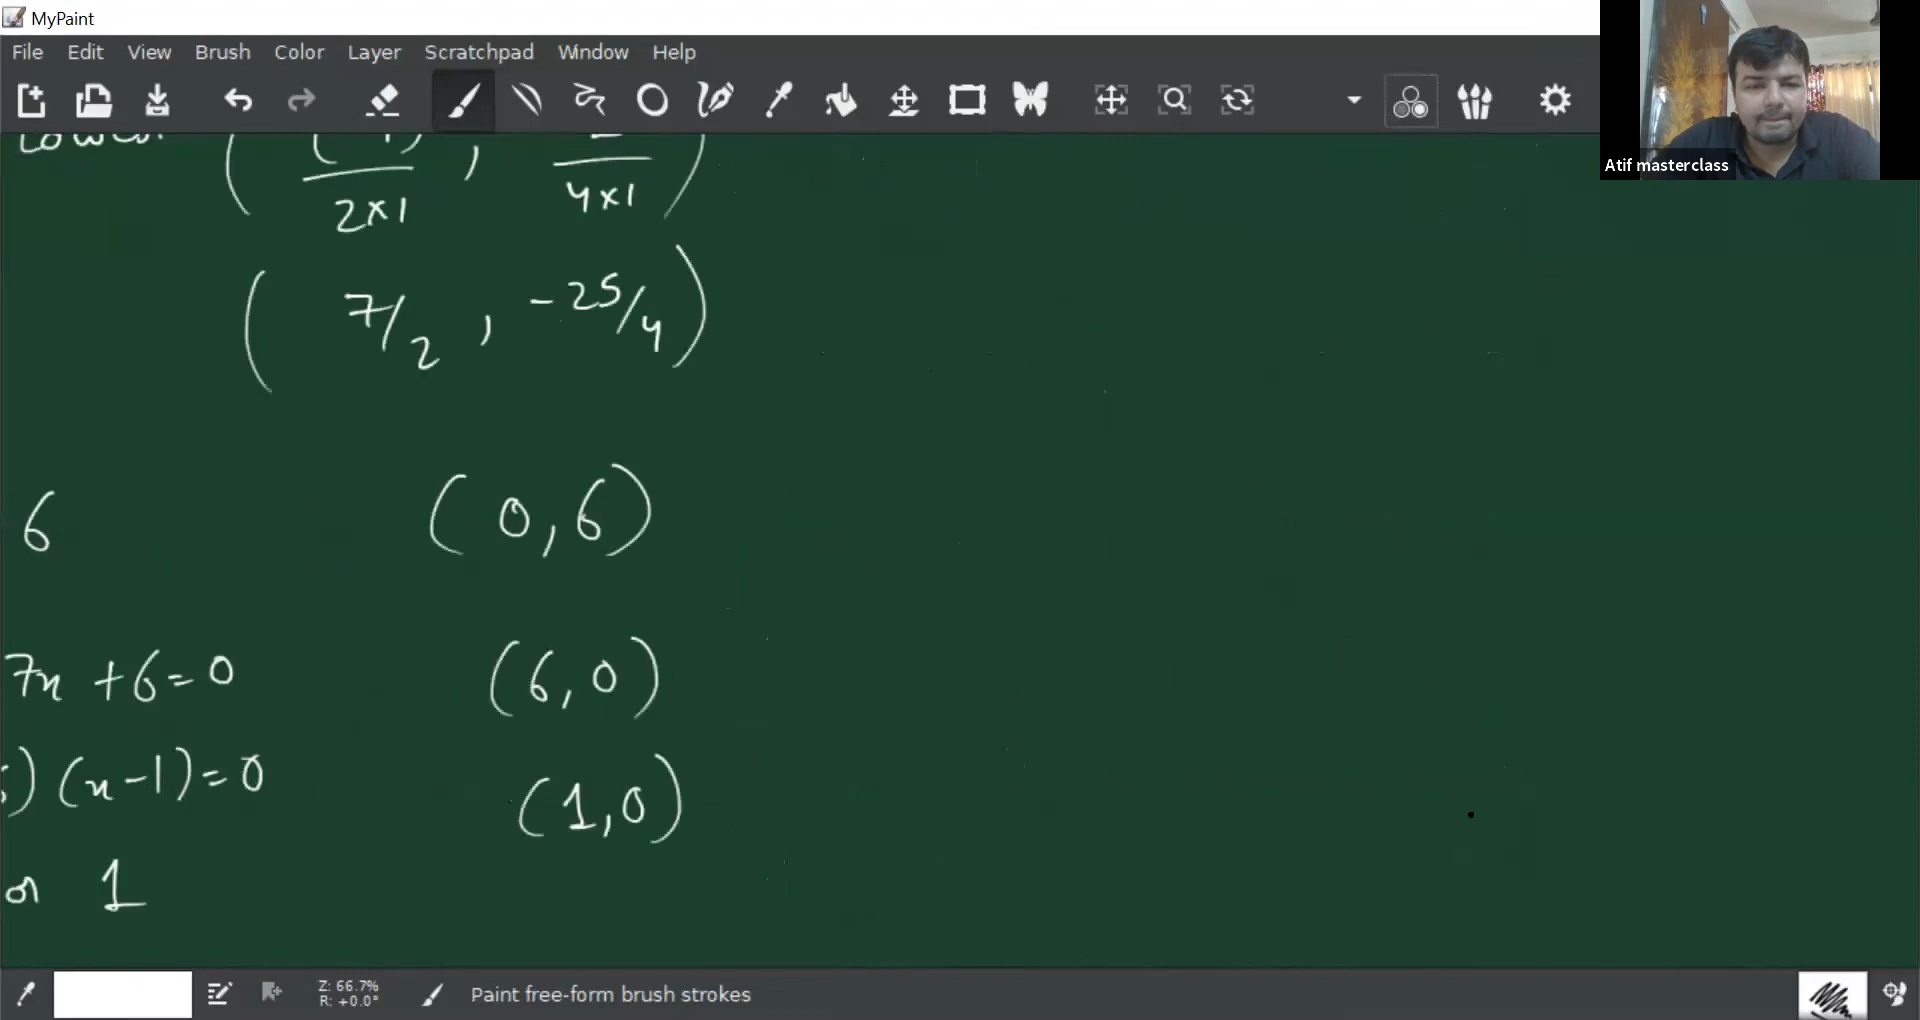 MyPaint
File Edit View Brush Color Layer Scratchpad Window Help
Atif masterclass
2×1 , 4×1
( 7/2 , -25/4 )
6 (0,6)
7x +6=0 (6,0)
) (x-1)=0 (1,0)
or 1
Z: 66.7%
R: +0.0°
Paint free-form brush strokes